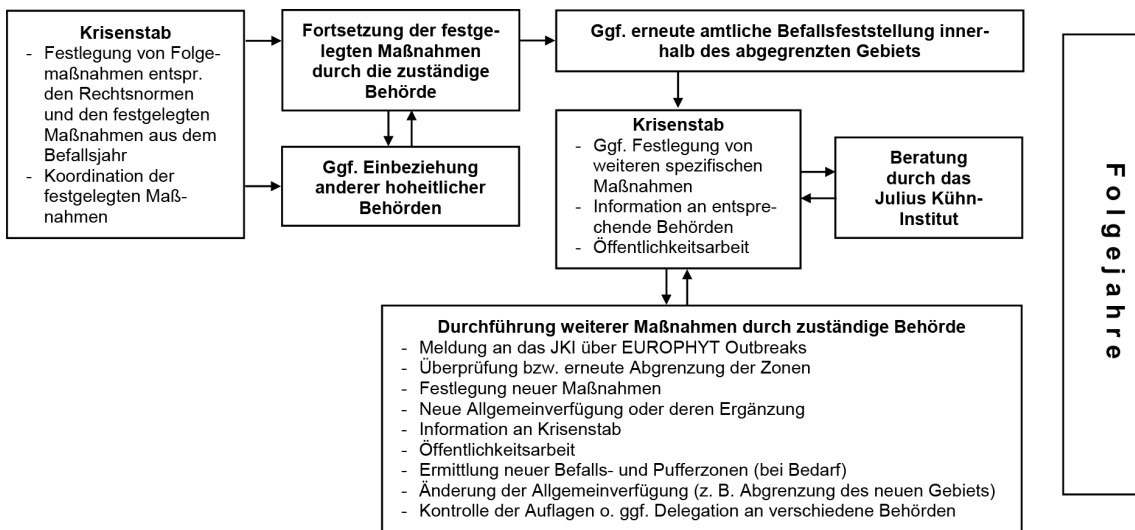 Krisenstab
- Festlegung von Folge-
maßnahmen entspr.
den Rechtsnormen
und den festgelegten
Maßnahmen aus dem
Befallsjahr
- Koordination der
festgelegten Maß-
nahmen
Fortsetzung der festge-
legten Maßnahmen
durch die zuständige
Behörde
Ggf. Einbeziehung
anderer hoheitlicher
Behörden
Ggf. erneute amtliche Befallsfeststellung inner-
halb des abgegrenzten Gebiets
Krisenstab
- Ggf. Festlegung von
weiteren spezifischen
Maßnahmen
- Information an entspre-
chende Behörden
- Öffentlichkeitsarbeit
Beratung
durch das
Julius Kühn-
Institut
Durchführung weiterer Maßnahmen durch zuständige Behörde
- Meldung an das JKI über EUROPHYT Outbreaks
- Überprüfung bzw. erneute Abgrenzung der Zonen
- Festlegung neuer Maßnahmen
- Neue Allgemeinverfügung oder deren Ergänzung
- Information an Krisenstab
- Öffentlichkeitsarbeit
- Ermittlung neuer Befalls- und Pufferzonen (bei Bedarf)
- Änderung der Allgemeinverfügung (z. B. Abgrenzung des neuen Gebiets)
- Kontrolle der Auflagen o. ggf. Delegation an verschiedene Behörden
Folgejahre